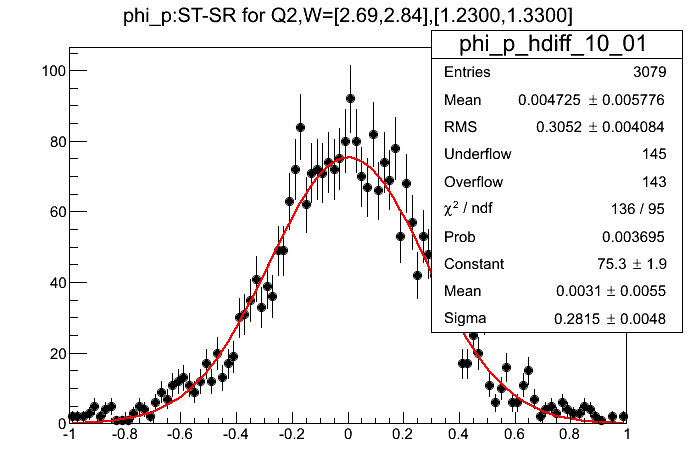 phi_p:ST-SR for Q2,W=[2.69,2.84],[1.2300,1.3300]
phi_p_hdiff_10_01
Entries 3079
Mean 0.004725 ± 0.005776
RMS 0.3052 ± 0.004084
Underflow 145
Overflow 143
χ² / ndf 136 / 95
Prob 0.003695
Constant 75.3 ± 1.9
Mean 0.0031 ± 0.0055
Sigma 0.2815 ± 0.0048
100
80
60
40
20
0
-1 -0.8 -0.6 -0.4 -0.2 0 0.2 0.4 0.6 0.8 1